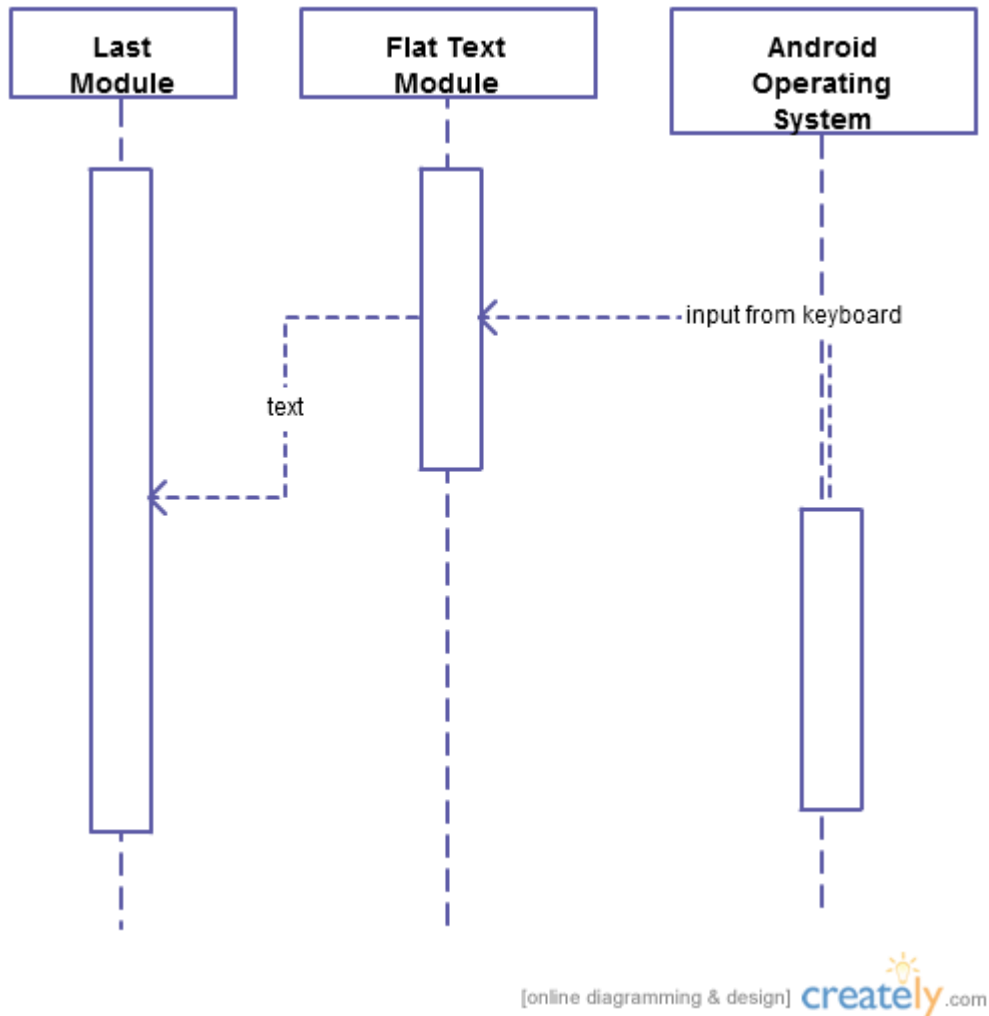 Last
Module
Flat Text
Module
Android
Operating
System
input from keyboard
text
[online diagramming & design] creately.com